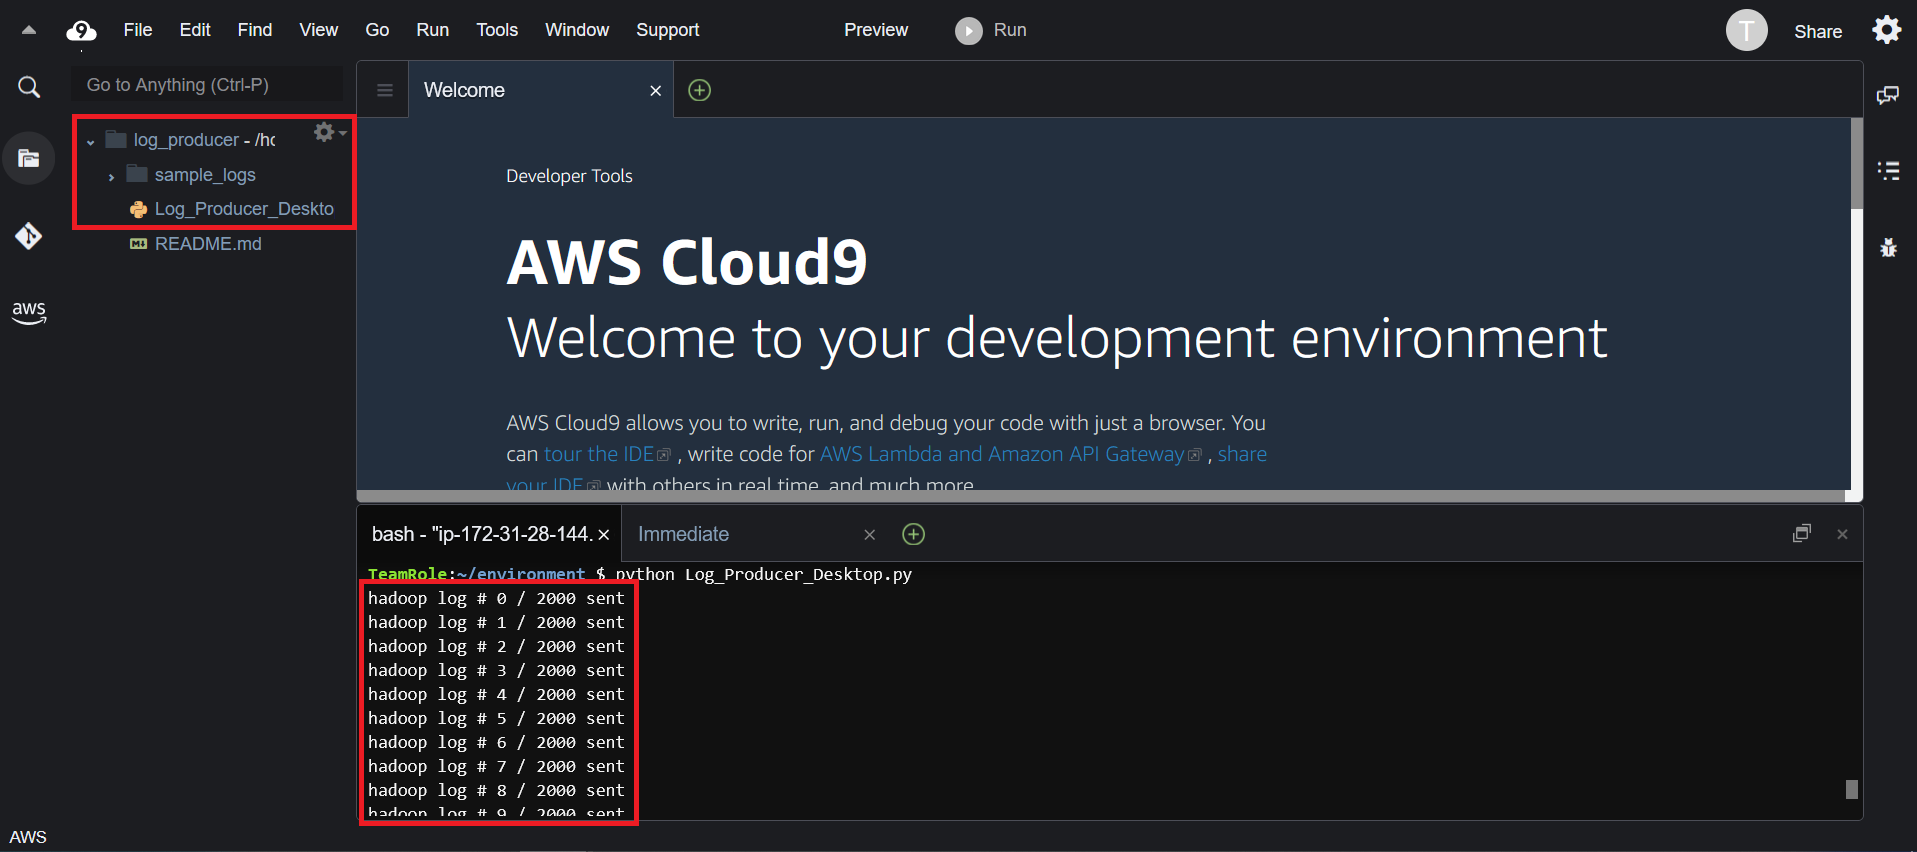 9 File Edit Find View Go Run Tools Window Support Preview Run T Share
Go to Anything (Ctrl-P)
log_producer - /hc
sample_logs
Log_Producer_Deskto
README.md
aws
AWS
Welcome
Developer Tools
AWS Cloud9
Welcome to your development environment
AWS Cloud9 allows you to write, run, and debug your code with just a browser. You
can tour the IDE , write code for AWS Lambda and Amazon API Gateway , share
your IDE with others in real time, and much more.
bash - "ip-172-31-28-144. Immediate
TeamRole:~/environment $ python Log_Producer_Desktop.py
hadoop log # 0 / 2000 sent
hadoop log # 1 / 2000 sent
hadoop log # 2 / 2000 sent
hadoop log # 3 / 2000 sent
hadoop log # 4 / 2000 sent
hadoop log # 5 / 2000 sent
hadoop log # 6 / 2000 sent
hadoop log # 7 / 2000 sent
hadoop log # 8 / 2000 sent
hadoop log # 9 / 2000 sent